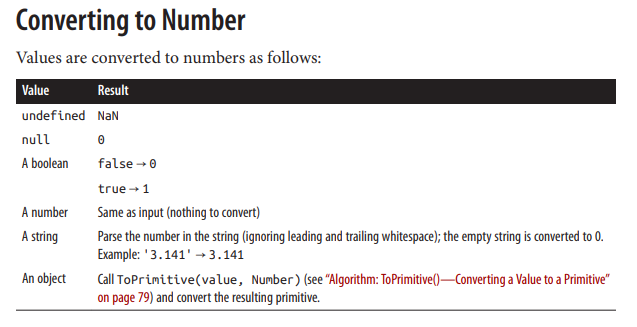 Converting to Number
Values are converted to numbers as follows:
Value Result
undefined NaN
null 0
A boolean false → 0
true → 1
A number Same as input (nothing to convert)
A string Parse the number in the string (ignoring leading and trailing whitespace); the empty string is converted to 0.
Example: '3.141' → 3.141
An object Call ToPrimitive(value, Number) (see “Algorithm: ToPrimitive()—Converting a Value to a Primitive”
on page 79) and convert the resulting primitive.